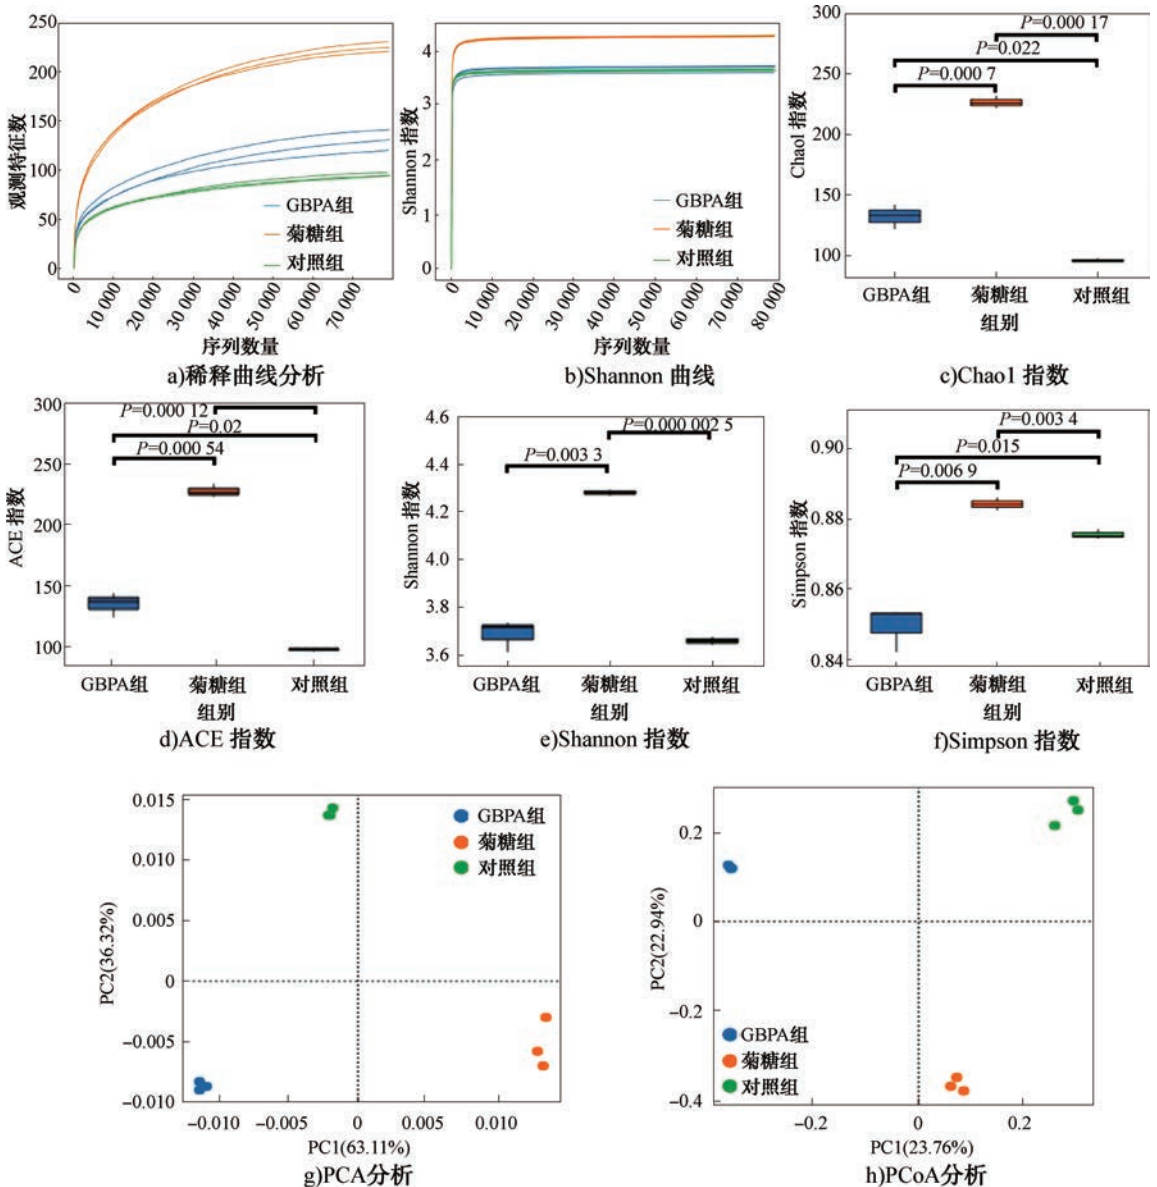 250
200
150
100
50
0
观测特征数
GBPA组
菊糖组
对照组
0
10 000
20 000
30 000
40 000
50 000
60 000
70 000
序列数量
a)稀释曲线分析
4
3
2
1
0
Shannon 指数
GBPA组
菊糖组
对照组
0
10 000
20 000
30 000
40 000
50 000
60 000
70 000
80 000
序列数量
b)Shannon 曲线
300
250
200
150
100
Chaol 指数
P=0.000 17
P=0.022
P=0.000 7
GBPA组 菊糖组 对照组
组别
c)Chao1 指数
300
250
200
150
100
ACE 指数
P=0.000 12
P=0.02
P=0.000 54
GBPA组 菊糖组 对照组
组别
d)ACE 指数
4.6
4.4
4.2
4.0
3.8
3.6
Shannon 指数
P=0.000 002 5
P=0.003 3
GBPA组 菊糖组 对照组
组别
e)Shannon 指数
0.90
0.88
0.86
0.84
Simpson 指数
P=0.003 4
P=0.015
P=0.006 9
GBPA组 菊糖组 对照组
组别
f)Simpson 指数
0.015
0.010
0.005
0
−0.005
−0.010
PC2(36.32%)
GBPA组
菊糖组
对照组
−0.010 −0.005 0 0.005 0.010
PC1(63.11%)
g)PCA分析
0.2
0
−0.2
−0.4
PC2(22.94%)
GBPA组
菊糖组
对照组
−0.2 0 0.2
PC1(23.76%)
h)PCoA分析